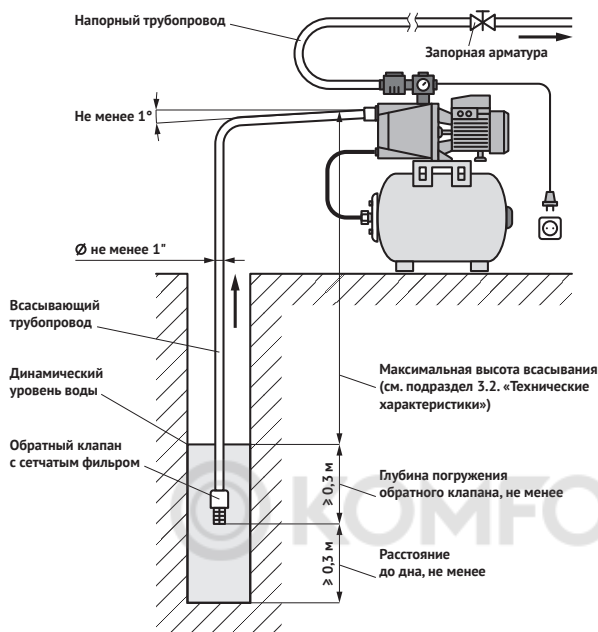 Напорный трубопровод
Запорная арматура
Не менее 1°
Ø не менее 1"
Всасывающий
трубопровод
Динамический
уровень воды
Максимальная высота всасывания
(см. подраздел 3.2. «Технические
характеристики»)
Обратный клапан
с сетчатым фильтром
≥ 0,3 м
Глубина погружения
обратного клапана, не менее
KOMFO
≥ 0,3 м
Расстояние
до дна, не менее